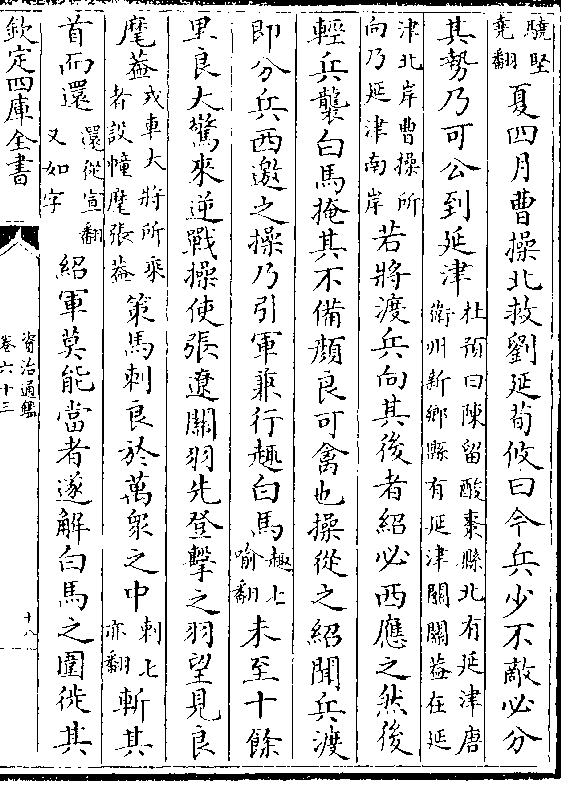 驍堅
堯翻
夏四月曹操北救劉延荀攸曰今兵少不敵必分
其勢乃可公到延津
杜預曰陳留酸棗縣北有延津唐
衛州新鄉縣有延津關關葢在延
津北岸曹操所
向乃延津南岸
若將渡兵向其後者紹必西應之然後
輕兵襲白馬掩其不備顔良可禽也操從之紹聞兵渡
即分兵西邀之操乃引軍兼行趣白馬
趣上
喻翻
未至十餘
里良大驚來逆戰操使張遼關羽先登擊之羽望見良
麾葢
戎車大將所乘
者設幢麾張葢
策馬刺良於萬衆之中
刺七
亦翻
斬其
首而還
還從宣翻
又如字
紹軍莫能當者遂解白馬之圍徙其
欽定四庫全書
資治通鑑
卷六十三
十八